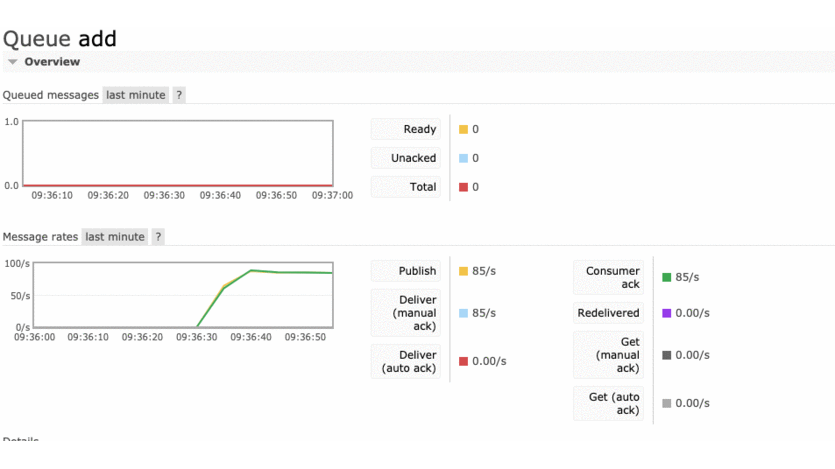 Queue add
Overview
Queued messages last minute ?
1.0
0.0
09:36:10 09:36:20 09:36:30 09:36:40 09:36:50 09:37:00
Ready 0
Unacked 0
Total 0
Message rates last minute ?
100/s
50/s
0/s
09:36:00 09:36:10 09:36:20 09:36:30 09:36:40 09:36:50
Publish 85/s
Deliver
(manual
ack) 85/s
Deliver
(auto ack) 0.00/s
Consumer
ack 85/s
Redelivered 0.00/s
Get
(manual
ack) 0.00/s
Get (auto
ack) 0.00/s
Details